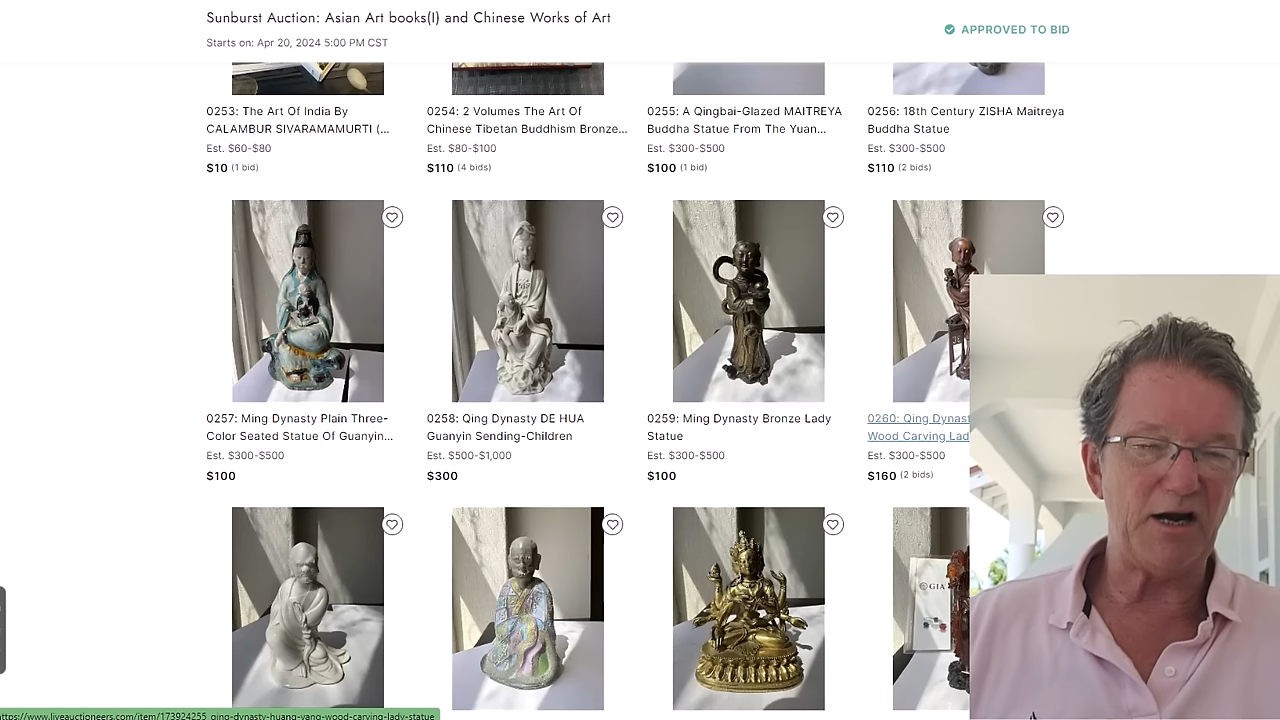 Sunburst Auction: Asian Art books(I) and Chinese Works of Art
Starts on: Apr 20, 2024 5:00 PM CST
APPROVED TO BID
0253: The Art Of India By
CALAMBUR SIVARAMAMURTI (...
Est. $60-$80
$10 (1 bid)
0254: 2 Volumes The Art Of
Chinese Tibetan Buddhism Bronze...
Est. $80-$100
$110 (4 bids)
0255: A Qingbai-Glazed MAITREYA
Buddha Statue From The Yuan...
Est. $300-$500
$100 (1 bid)
0256: 18th Century ZISHA Maitreya
Buddha Statue
Est. $300-$500
$110 (2 bids)
0257: Ming Dynasty Plain Three-
Color Seated Statue Of Guanyin...
Est. $300-$500
$100
0258: Qing Dynasty DE HUA
Guanyin Sending-Children
Est. $500-$1,000
$300
0259: Ming Dynasty Bronze Lady
Statue
Est. $300-$500
$100
0260: Qing Dynast
Wood Carving Lad
Est. $300-$500
$160 (2 bids)
GIA
https://www.liveauctioneers.com/item/173924255_qing-dynasty-huang-yang-wood-carving-lady-statue